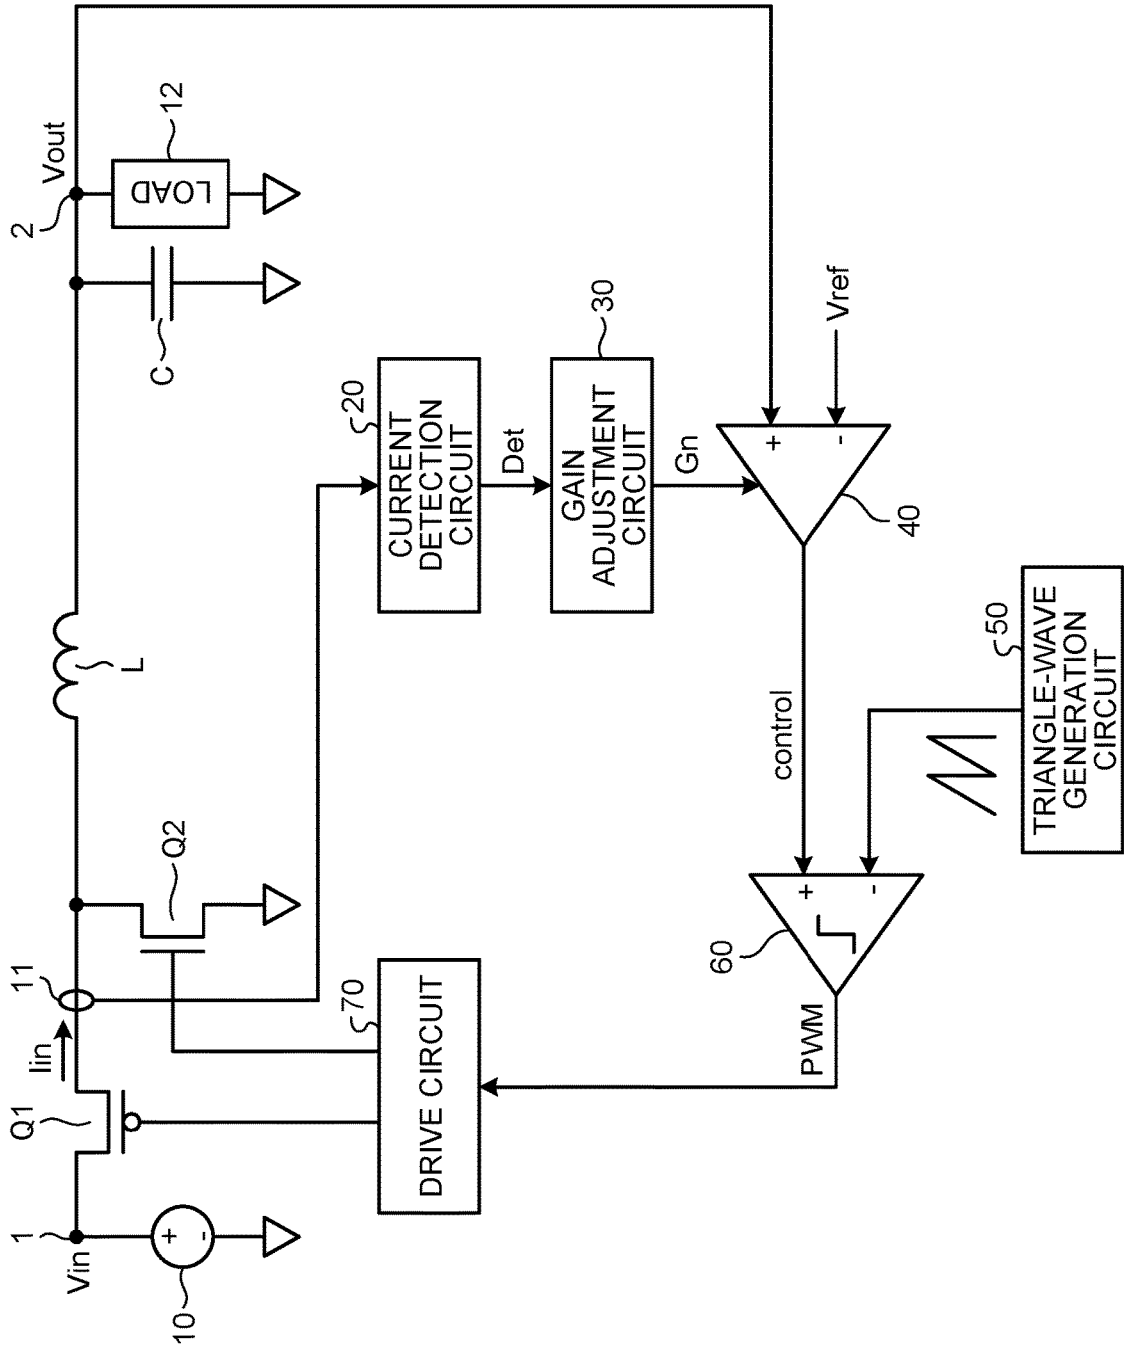 1
Vin
10
+
-
Q1
Iin
11
Q2
L
C
2
Vout
LOAD
12
DRIVE CIRCUIT
70
CURRENT
DETECTION
CIRCUIT
20
Det
GAIN
ADJUSTMENT
CIRCUIT
30
Gn
+
-
Vref
40
control
+
-
60
PWM
TRIANGLE-WAVE
GENERATION
CIRCUIT
50